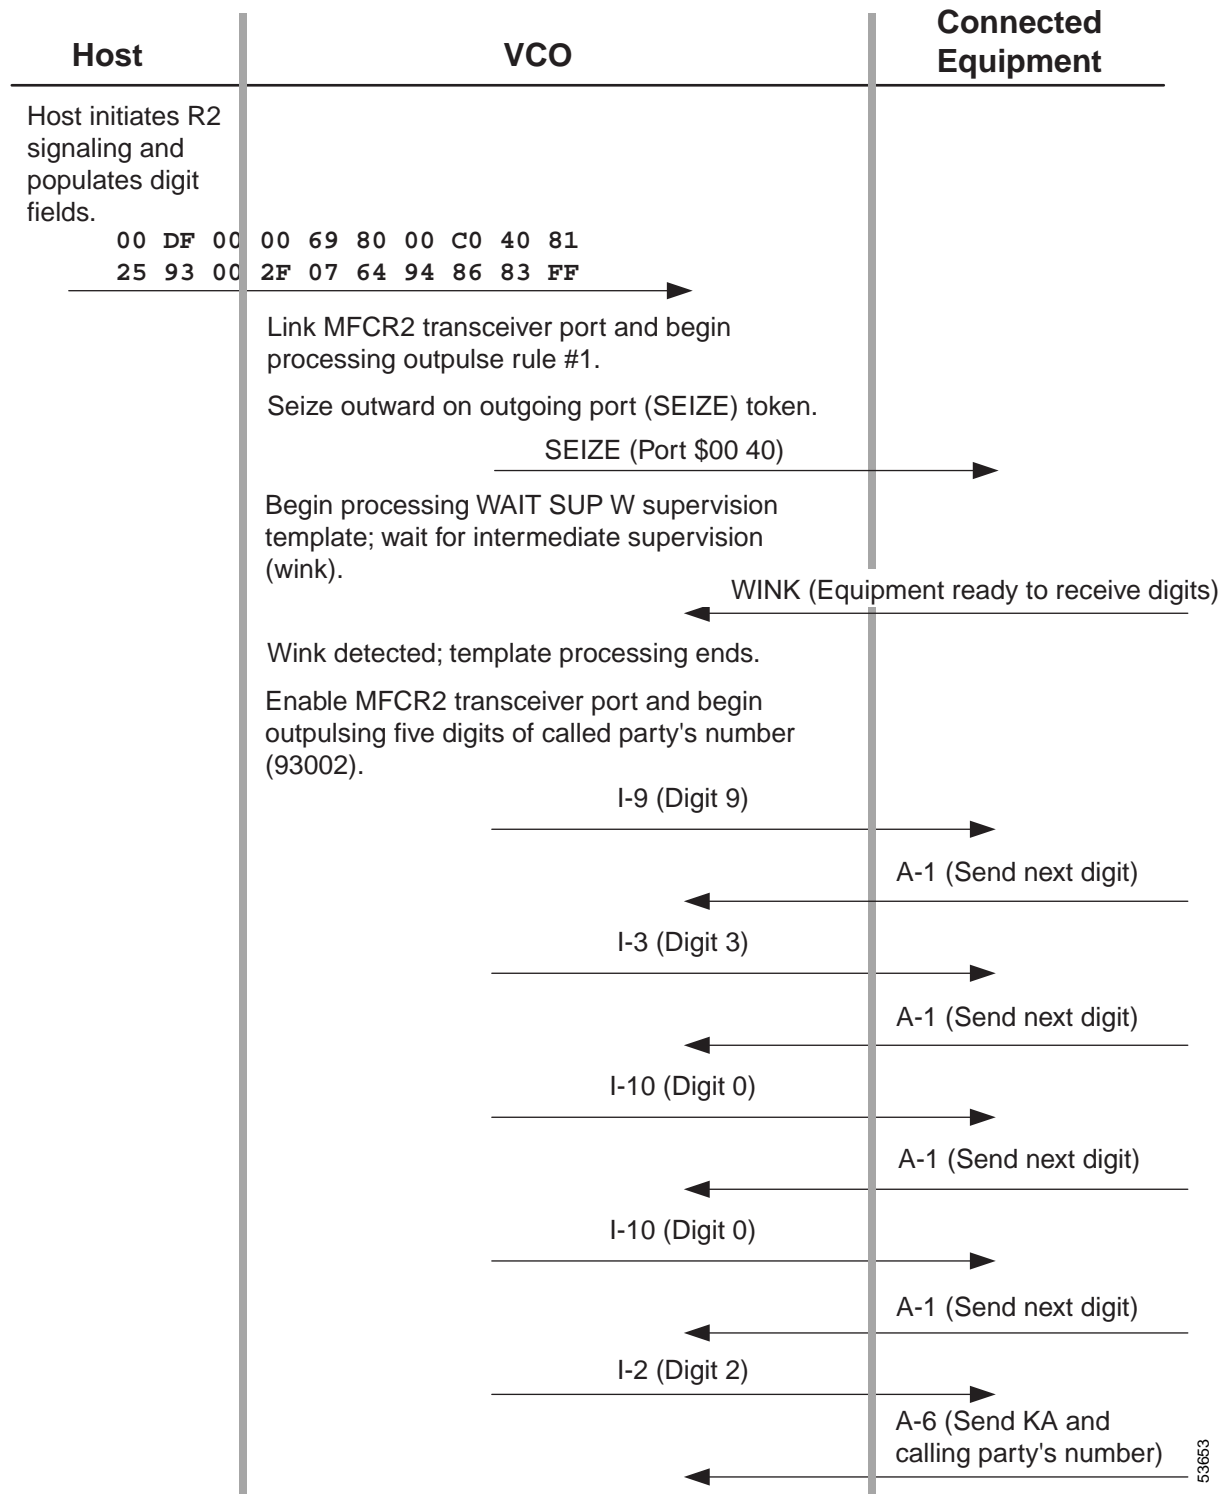 Host
VCO
Connected
Equipment
Host initiates R2
signaling and
populates digit
fields.
00 DF 00 00 69 80 00 C0 40 81
25 93 00 2F 07 64 94 86 83 FF
Link MFCR2 transceiver port and begin
processing outpulse rule #1.
Seize outward on outgoing port (SEIZE) token.
SEIZE (Port $00 40)
Begin processing WAIT SUP W supervision
template; wait for intermediate supervision
(wink).
WINK (Equipment ready to receive digits)
Wink detected; template processing ends.
Enable MFCR2 transceiver port and begin
outpulsing five digits of called party's number
(93002).
I-9 (Digit 9)
A-1 (Send next digit)
I-3 (Digit 3)
A-1 (Send next digit)
I-10 (Digit 0)
A-1 (Send next digit)
I-10 (Digit 0)
A-1 (Send next digit)
I-2 (Digit 2)
A-6 (Send KA and
calling party's number)
53653